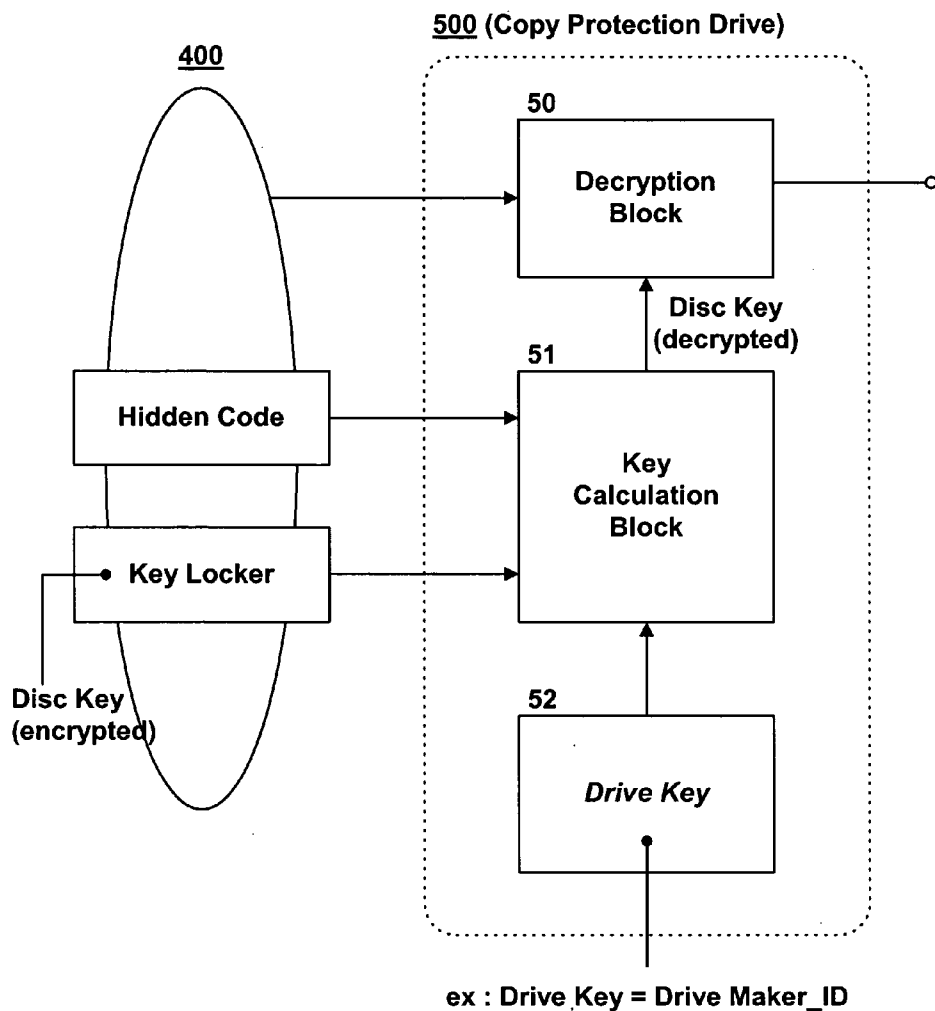 500 (Copy Protection Drive)
400
50
Decryption
Block
Disc Key
(decrypted)
51
Hidden Code
Key
Calculation
Block
Key Locker
Disc Key
(encrypted)
52
Drive Key
ex : Drive Key = Drive Maker_ID